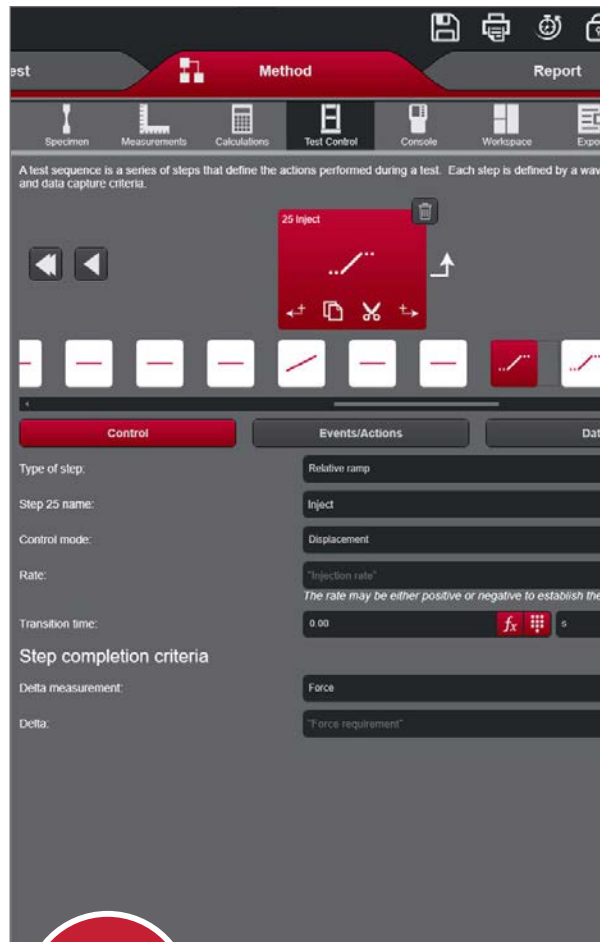 est
Method
Report
Specimen
Measurements
Calculations
Test Control
Console
Workspace
Expo
A test sequence is a series of steps that define the actions performed during a test. Each step is defined by a wav
and data capture criteria.
25 Inject
Control
Events/Actions
Dat
Type of step:
Relative ramp
Step 25 name:
Inject
Control mode:
Displacement
Rate:
"Injection rate"
The rate may be either positive or negative to establish the
Transition time:
0.00
fx
s
Step completion criteria
Delta measurement:
Force
Delta:
"Force requirement"